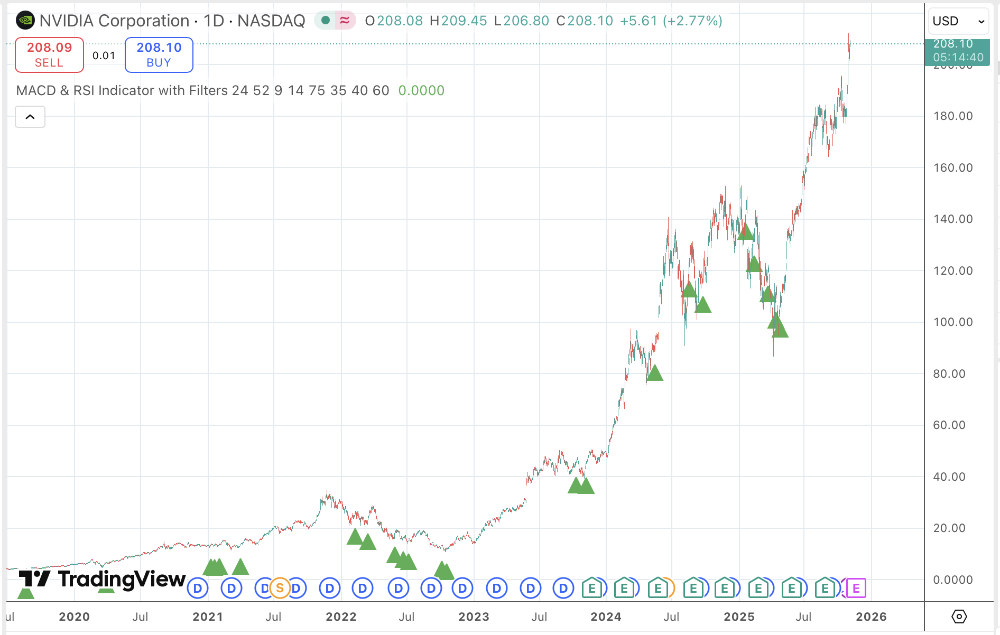 NVIDIA Corporation · 1D · NASDAQ ≈ O208.08 H209.45 L206.80 C208.10 +5.61 (+2.77%)
USD
208.09
SELL
0.01
208.10
BUY
208.10
05:14:40
MACD & RSI Indicator with Filters 24 52 9 14 75 35 40 60 0.0000
200.00
180.00
160.00
140.00
120.00
100.00
80.00
60.00
40.00
20.00
0.0000
TradingView
D D D S D D D D D D D D D E E E E E E E E E
ul 2020 Jul 2021 Jul 2022 Jul 2023 Jul 2024 Jul 2025 Jul 2026